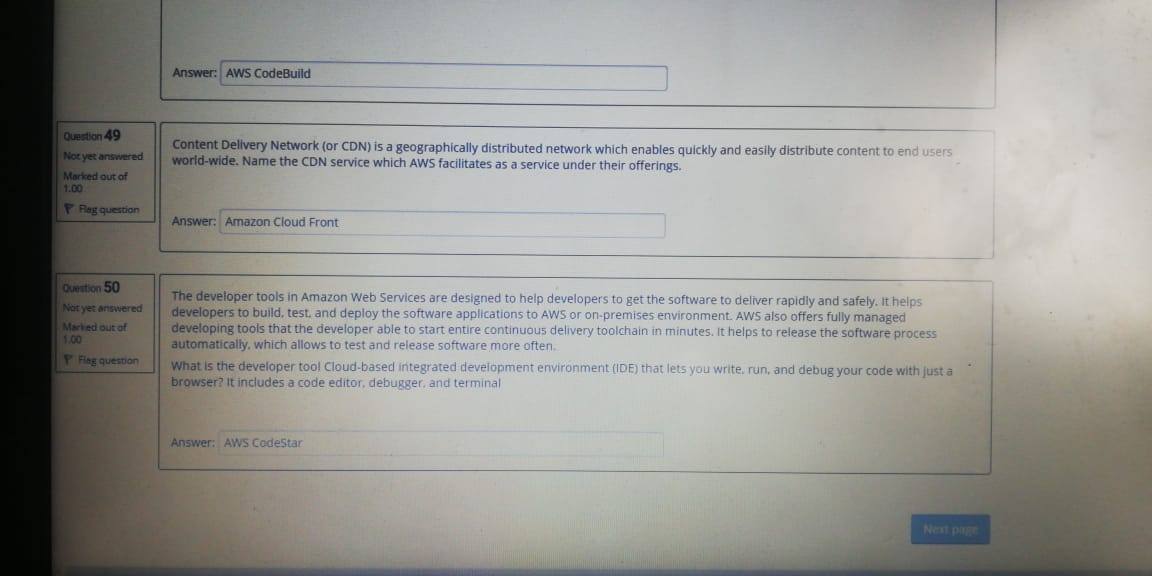 Answer: AWS CodeBuild
Question 49
Not yet answered
Marked out of
1.00
Flag question
Content Delivery Network (or CDN) is a geographically distributed network which enables quickly and easily distribute content to end users
world-wide. Name the CDN service which AWS facilitates as a service under their offerings.
Answer: Amazon Cloud Front
Question 50
Not yet answered
Marked out of
1.00
Flag question
The developer tools in Amazon Web Services are designed to help developers to get the software to deliver rapidly and safely. It helps
developers to build, test, and deploy the software applications to AWS or on-premises environment. AWS also offers fully managed
developing tools that the developer able to start entire continuous delivery toolchain in minutes. It helps to release the software process
automatically, which allows to test and release software more often.
What is the developer tool Cloud-based integrated development environment (IDE) that lets you write, run, and debug your code with just a
browser? It includes a code editor, debugger, and terminal
Answer: AWS CodeStar
Next page